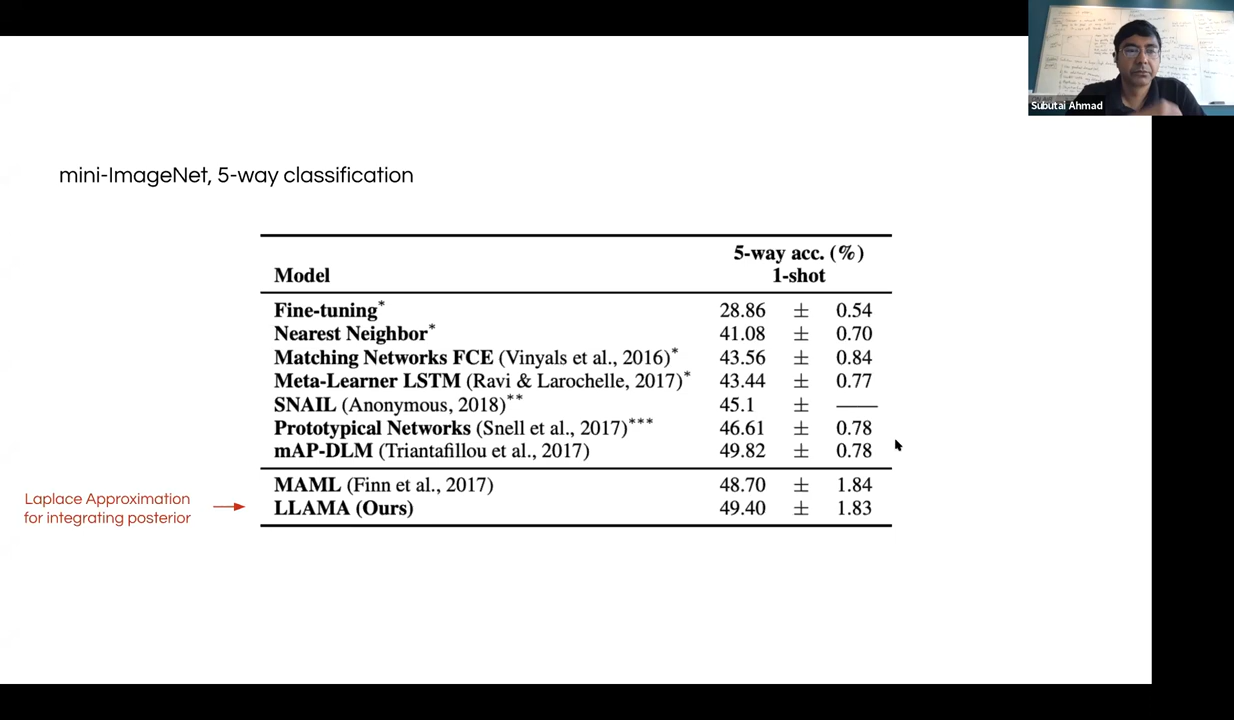 Subutai Ahmad
mini-ImageNet, 5-way classification
5-way acc. (%)
Model 1-shot
Fine-tuning* 28.86 ± 0.54
Nearest Neighbor* 41.08 ± 0.70
Matching Networks FCE (Vinyals et al., 2016)* 43.56 ± 0.84
Meta-Learner LSTM (Ravi & Larochelle, 2017)* 43.44 ± 0.77
SNAIL (Anonymous, 2018)** 45.1 ± ——
Prototypical Networks (Snell et al., 2017)*** 46.61 ± 0.78
mAP-DLM (Triantafillou et al., 2017) 49.82 ± 0.78
MAML (Finn et al., 2017) 48.70 ± 1.84
LLAMA (Ours) 49.40 ± 1.83
Laplace Approximation
for integrating posterior